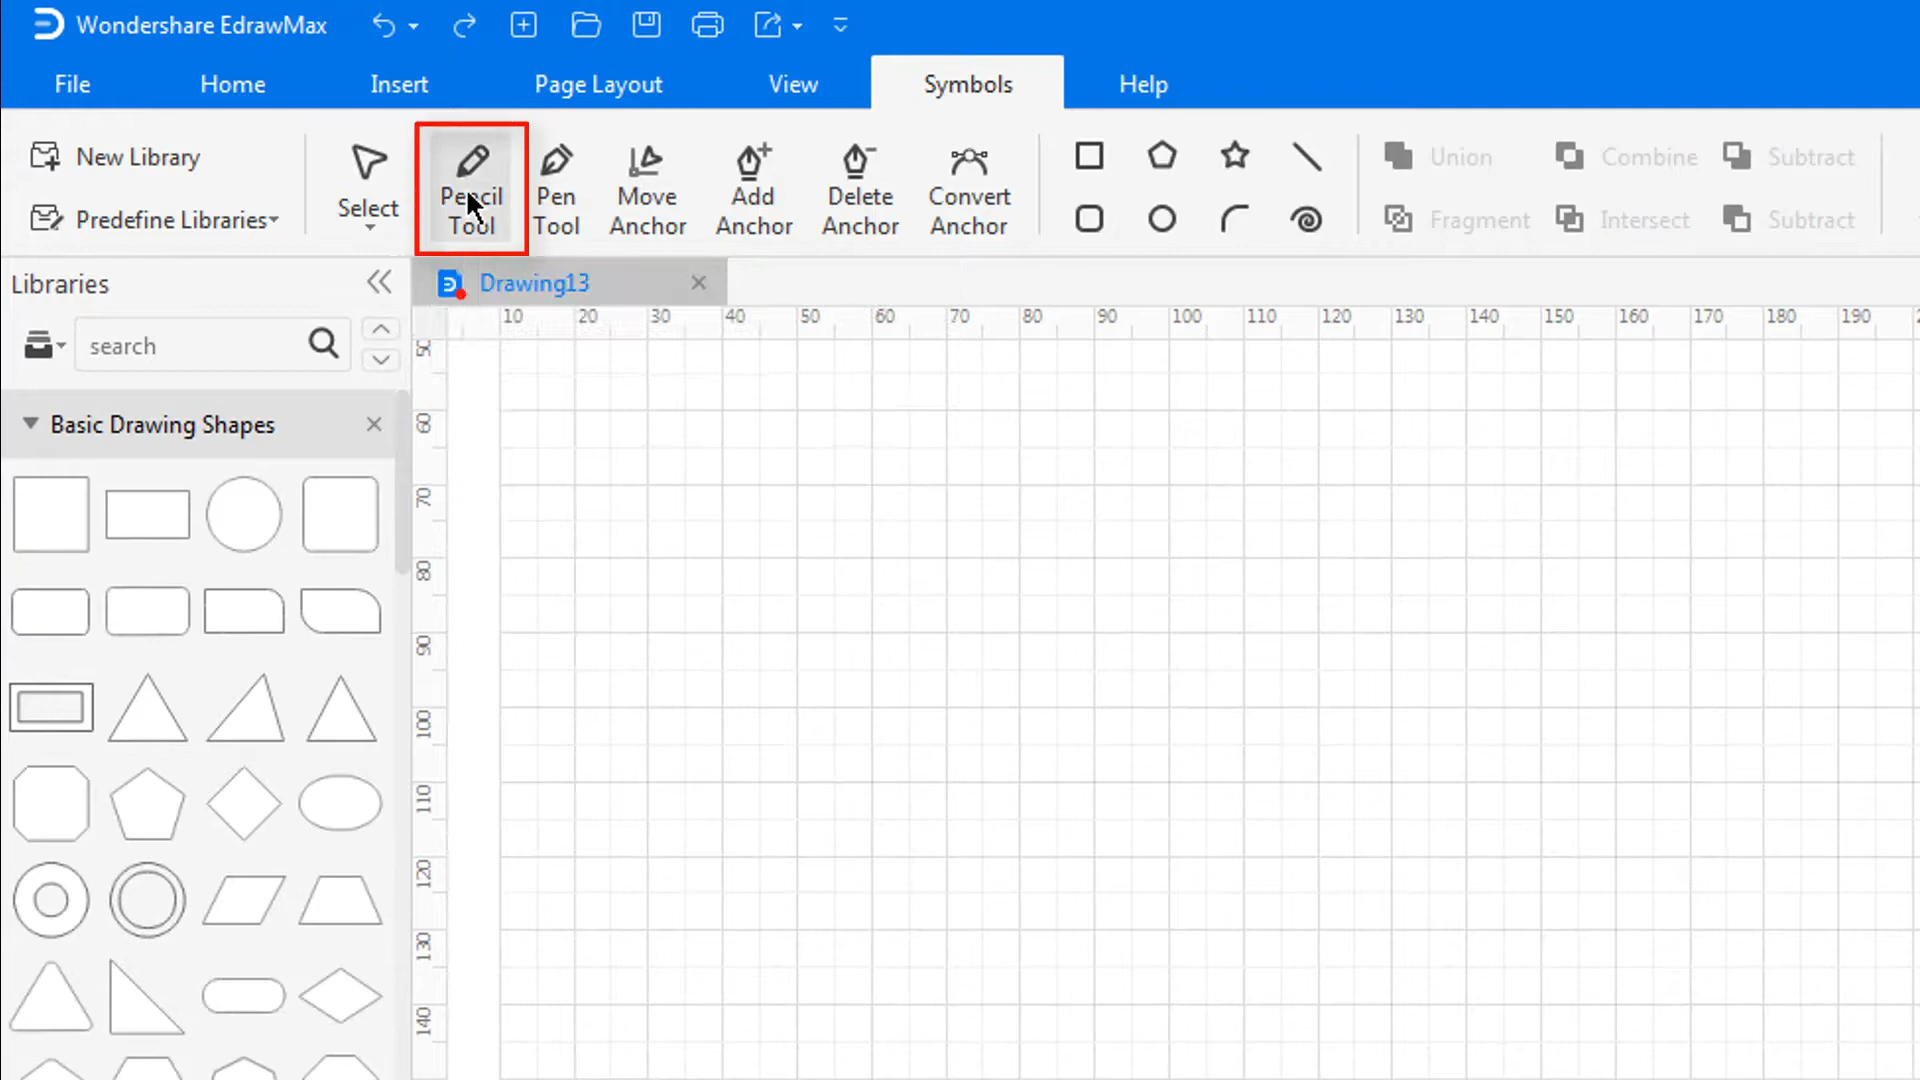 Wondershare EdrawMax
File Home Insert Page Layout View Symbols Help
New Library
Predefine Libraries
Select
Pencil
Tool
Pen
Tool
Move
Anchor
Add
Anchor
Delete
Anchor
Convert
Anchor
Union Combine Subtract
Fragment Intersect Subtract
Libraries
Drawing13
search
10 20 30 40 50 60 70 80 90 100 110 120 130 140 150 160 170 180 190
Basic Drawing Shapes
50
60
70
80
90
100
110
120
130
140